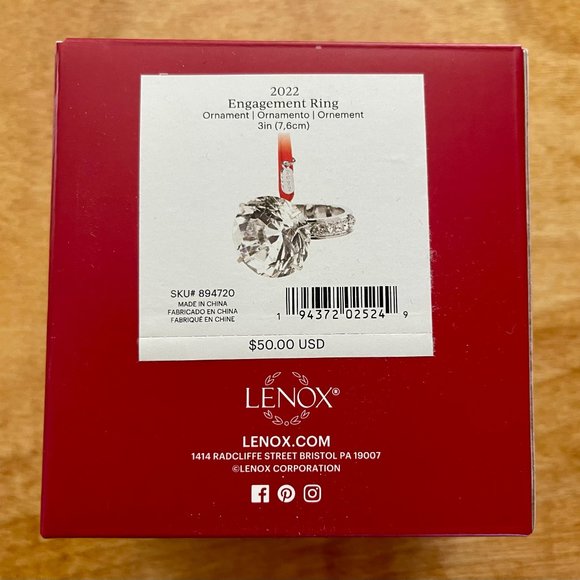 2022
Engagement Ring
Ornament | Ornamento | Ornement
3in (7,6cm)
SKU# 894720
MADE IN CHINA
FABRICADO EN CHINA
FABRIQUÉ EN CHINE
1 94372 02524 9
$50.00 USD
LENOX®
LENOX.COM
1414 RADCLIFFE STREET BRISTOL PA 19007
©LENOX CORPORATION